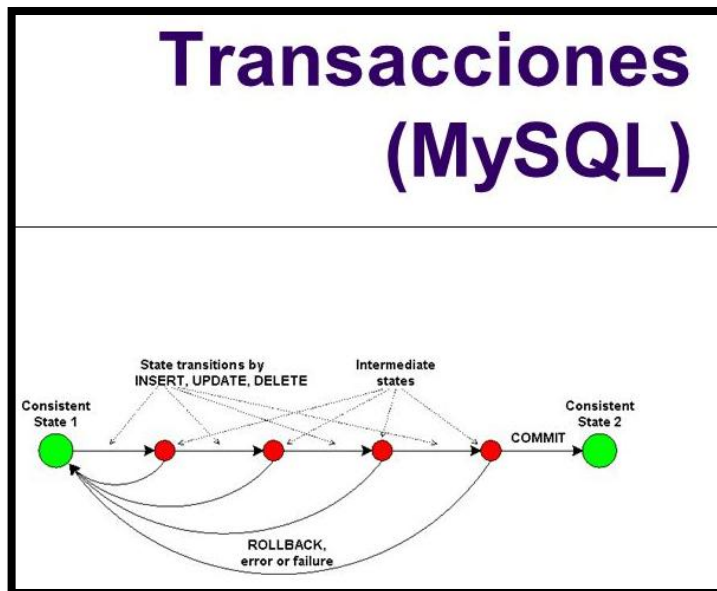 Transacciones
(MySQL)
State transitions by
INSERT, UPDATE, DELETE
Intermediate
states
Consistent
State 1
Consistent
State 2
COMMIT
ROLLBACK,
error or failure